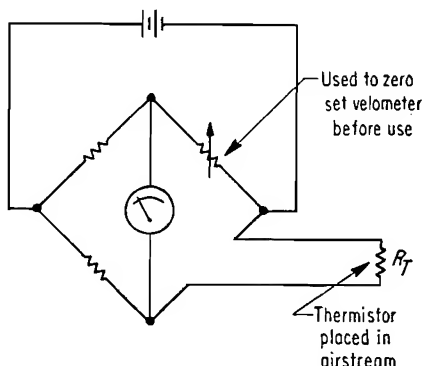 Used to zero
set velometer
before use
R_T
Thermistor
placed in
airstream